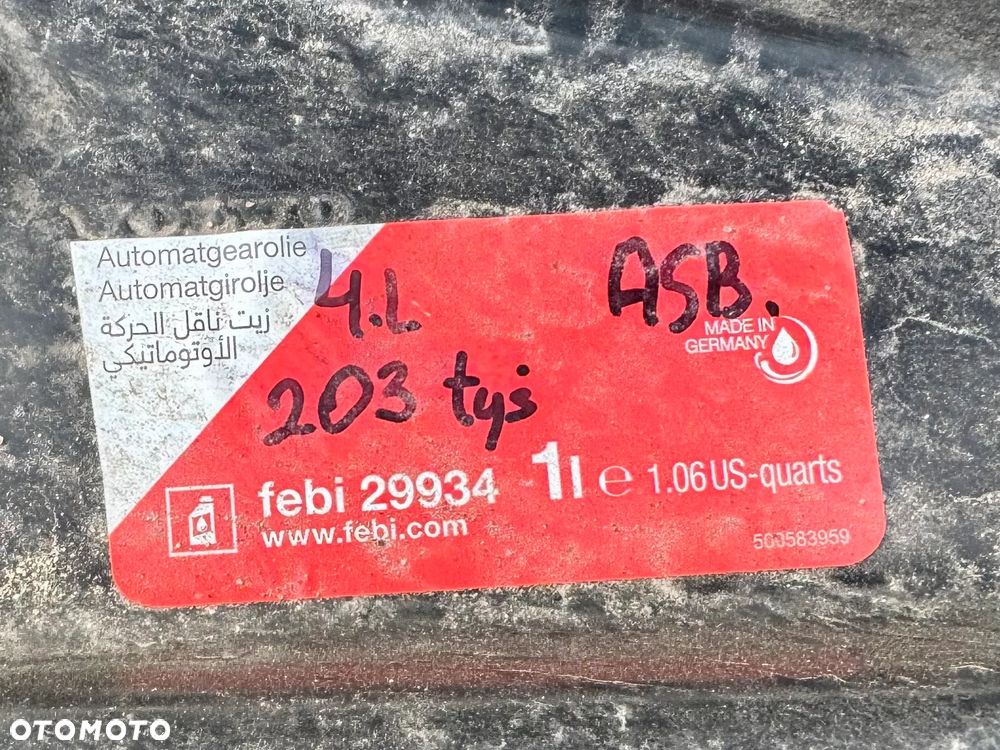 Automatgearolie
Automatgirolje
زيت ناقل الحركة
الأوتوماتيكي
4.L
ASB.
MADE IN
GERMANY
203 tyś
febi 29934 1l e 1.06 US-quarts
www.febi.com
500583959
OTOMOTO